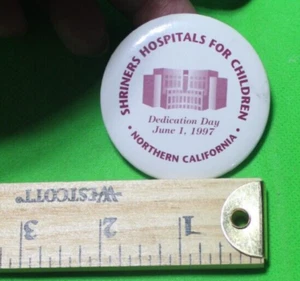 SHRINERS HOSPITALS FOR CHILDREN
Dedication Day
June 1, 1997
• NORTHERN CALIFORNIA •
WESTCOTT
3 2 1